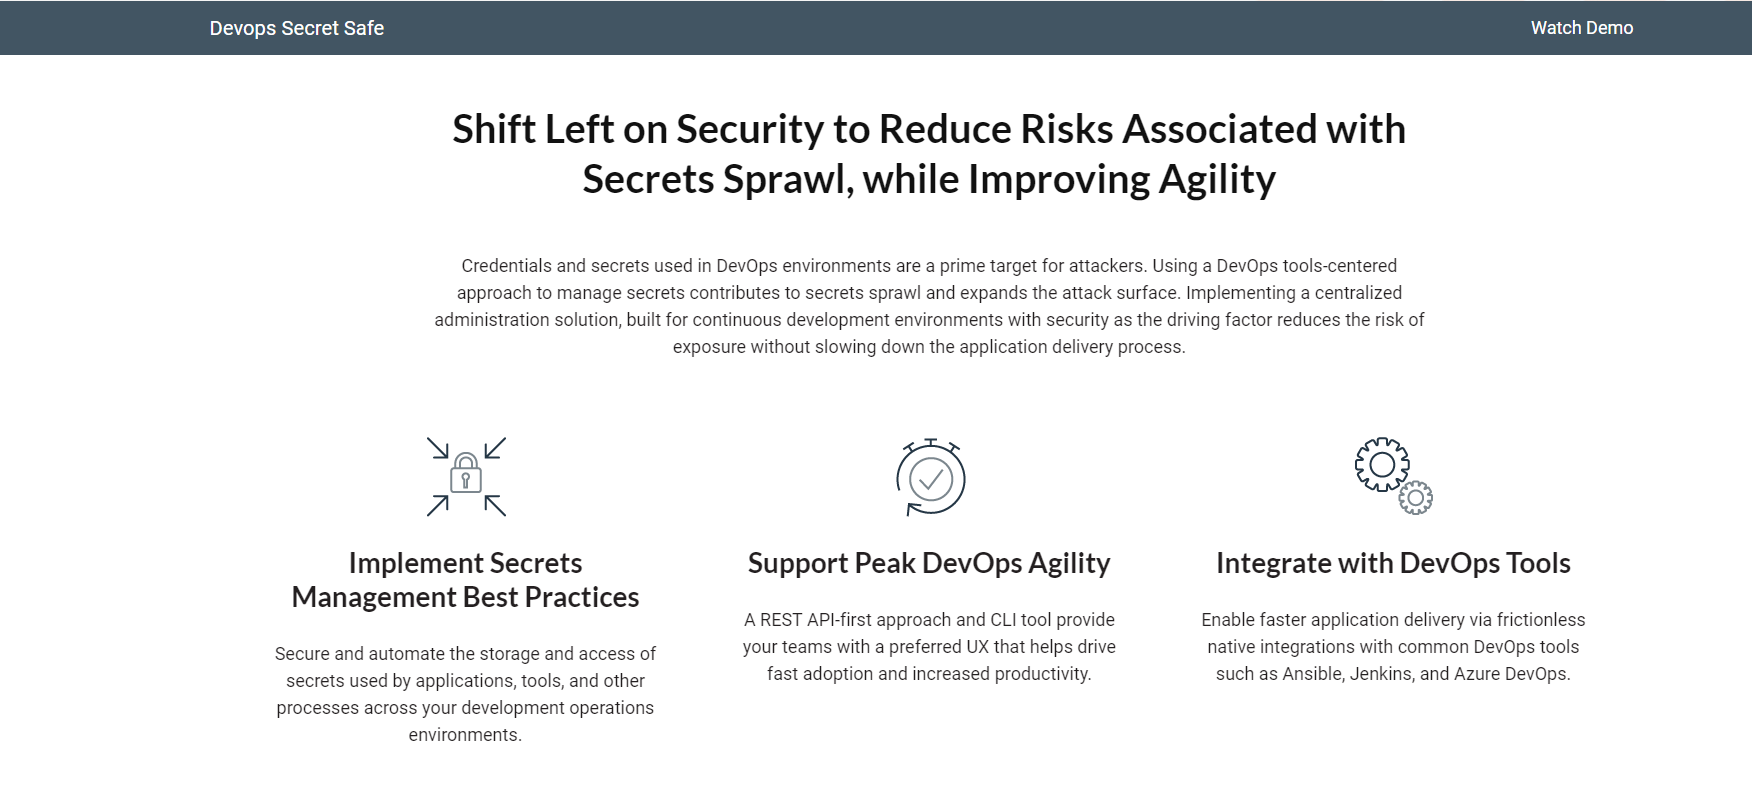 Devops Secret Safe
Watch Demo
Shift Left on Security to Reduce Risks Associated with
Secrets Sprawl, while Improving Agility
Credentials and secrets used in DevOps environments are a prime target for attackers. Using a DevOps tools-centered
approach to manage secrets contributes to secrets sprawl and expands the attack surface. Implementing a centralized
administration solution, built for continuous development environments with security as the driving factor reduces the risk of
exposure without slowing down the application delivery process.
Implement Secrets
Management Best Practices
Secure and automate the storage and access of
secrets used by applications, tools, and other
processes across your development operations
environments.
Support Peak DevOps Agility
A REST API-first approach and CLI tool provide
your teams with a preferred UX that helps drive
fast adoption and increased productivity.
Integrate with DevOps Tools
Enable faster application delivery via frictionless
native integrations with common DevOps tools
such as Ansible, Jenkins, and Azure DevOps.